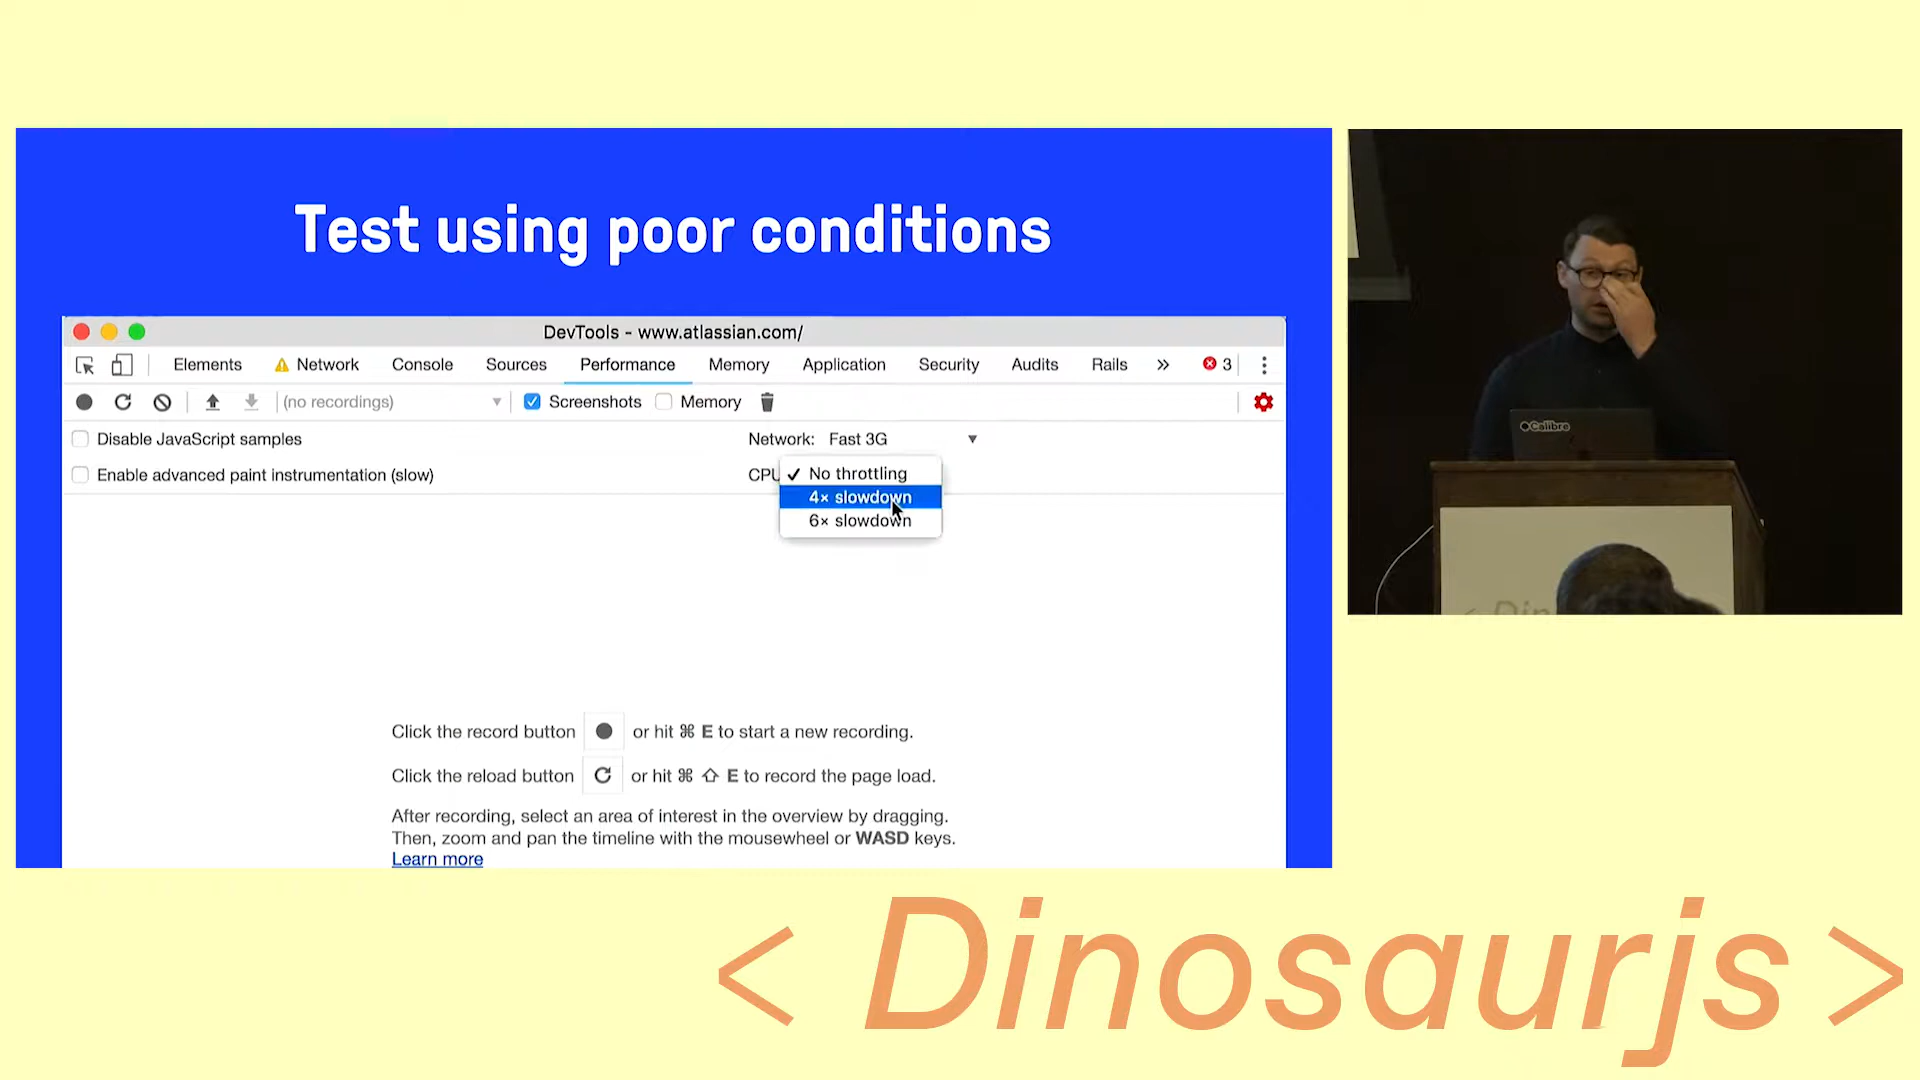 Test using poor conditions
DevTools - www.atlassian.com/
Elements Network Console Sources Performance Memory Application Security Audits Rails » 3
(no recordings) Screenshots Memory
Disable JavaScript samples Network: Fast 3G
Enable advanced paint instrumentation (slow) CPU ✓ No throttling
4× slowdown
6× slowdown
Click the record button or hit ⌘ E to start a new recording.
Click the reload button or hit ⌘ ⇧ E to record the page load.
After recording, select an area of interest in the overview by dragging.
Then, zoom and pan the timeline with the mousewheel or WASD keys.
Learn more
Calibre
< Din
< Dinosaurjs >